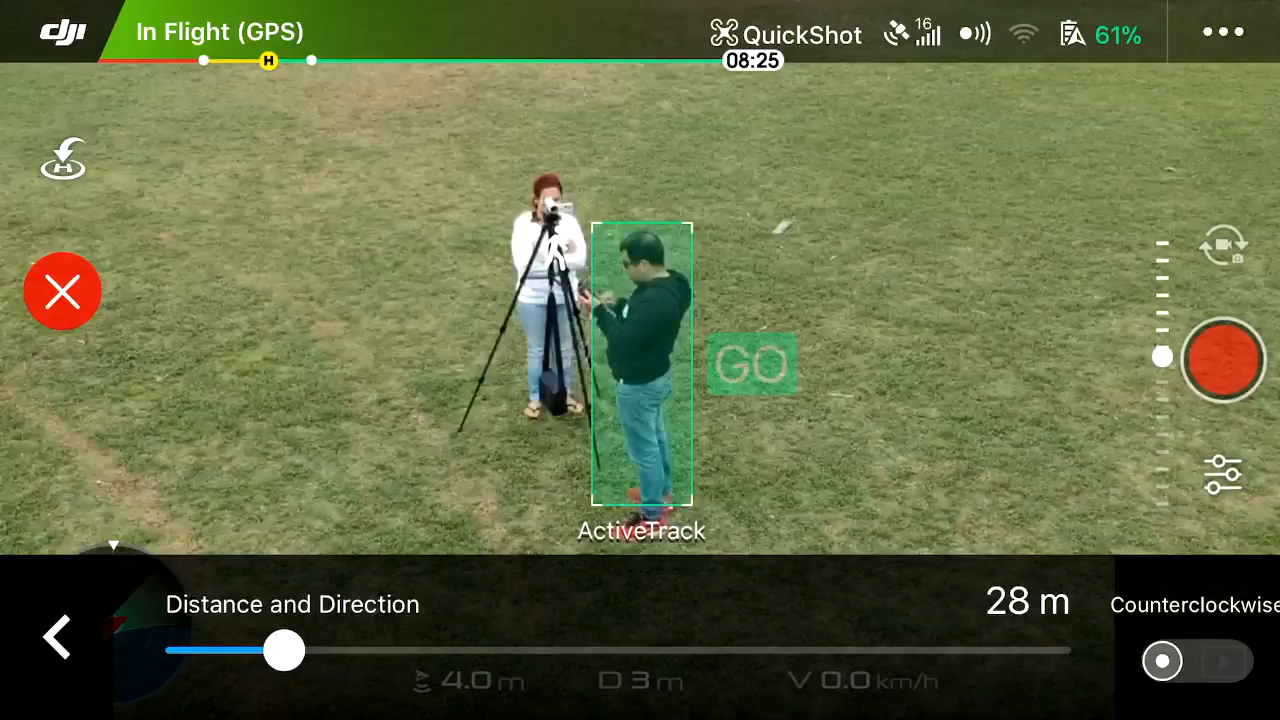 dji In Flight (GPS) QuickShot 16 61%
H 08:25
H
GO
ActiveTrack
Distance and Direction 28 m Counterclockwise
4.0 m D 3 m V 0.0 km/h